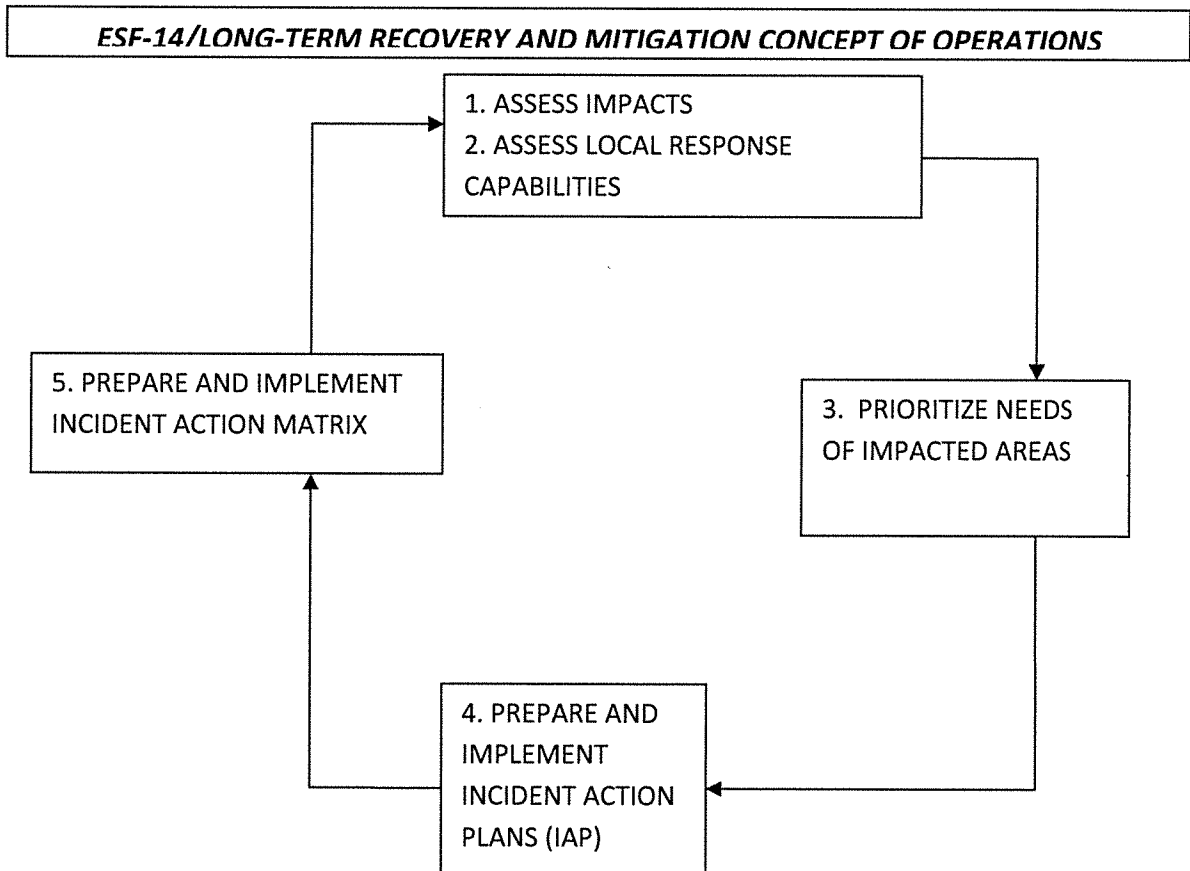 ESF-14/LONG-TERM RECOVERY AND MITIGATION CONCEPT OF OPERATIONS
1. ASSESS IMPACTS
2. ASSESS LOCAL RESPONSE
CAPABILITIES
3. PRIORITIZE NEEDS
OF IMPACTED AREAS
4. PREPARE AND
IMPLEMENT
INCIDENT ACTION
PLANS (IAP)
5. PREPARE AND IMPLEMENT
INCIDENT ACTION MATRIX